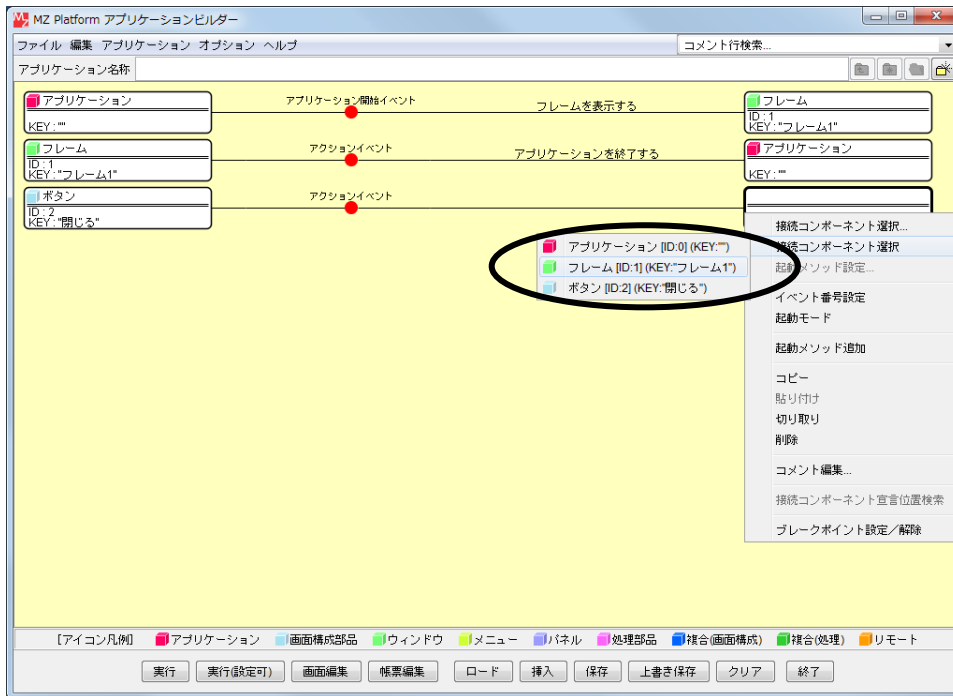 MZ Platform アプリケーションビルダー
ファイル 編集 アプリケーション オプション ヘルプ
コメント行検索...
アプリケーション名称
アプリケーション
KEY : ""
アプリケーション開始イベント
フレームを表示する
フレーム
ID : 1
KEY : "フレーム1"
フレーム
ID : 1
KEY : "フレーム1"
アクションイベント
アプリケーションを終了する
アプリケーション
KEY : ""
ボタン
ID : 2
KEY : "閉じる"
アクションイベント
アプリケーション [ID:0] (KEY:"")
フレーム [ID:1] (KEY:"フレーム1")
ボタン [ID:2] (KEY:"閉じる")
接続コンポーネント選択...
接続コンポーネント選択
起動メソッド設定...
イベント番号設定
起動モード
起動メソッド追加
コピー
貼り付け
切り取り
削除
コメント編集...
接続コンポーネント宣言位置検索
ブレークポイント設定／解除
[アイコン凡例] アプリケーション 画面構成部品 ウィンドウ メニュー パネル 処理部品 複合(画面構成) 複合(処理) リモート
実行 実行(設定可) 画面編集 帳票編集 ロード 挿入 保存 上書き保存 クリア 終了